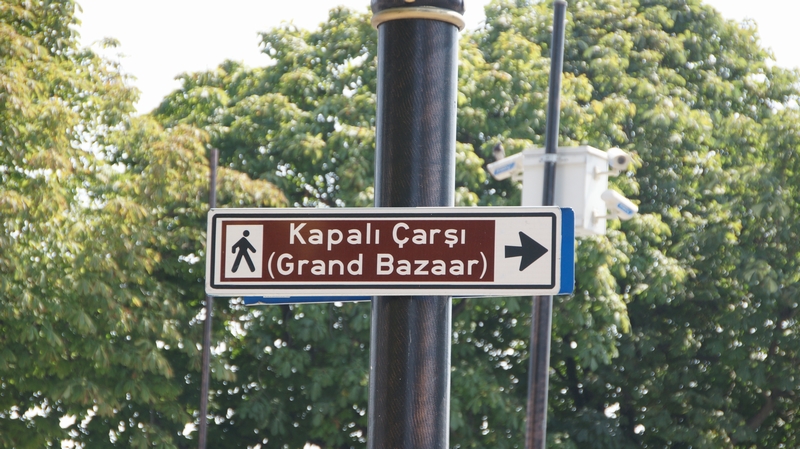 Kapalı Çarşı
(Grand Bazaar)